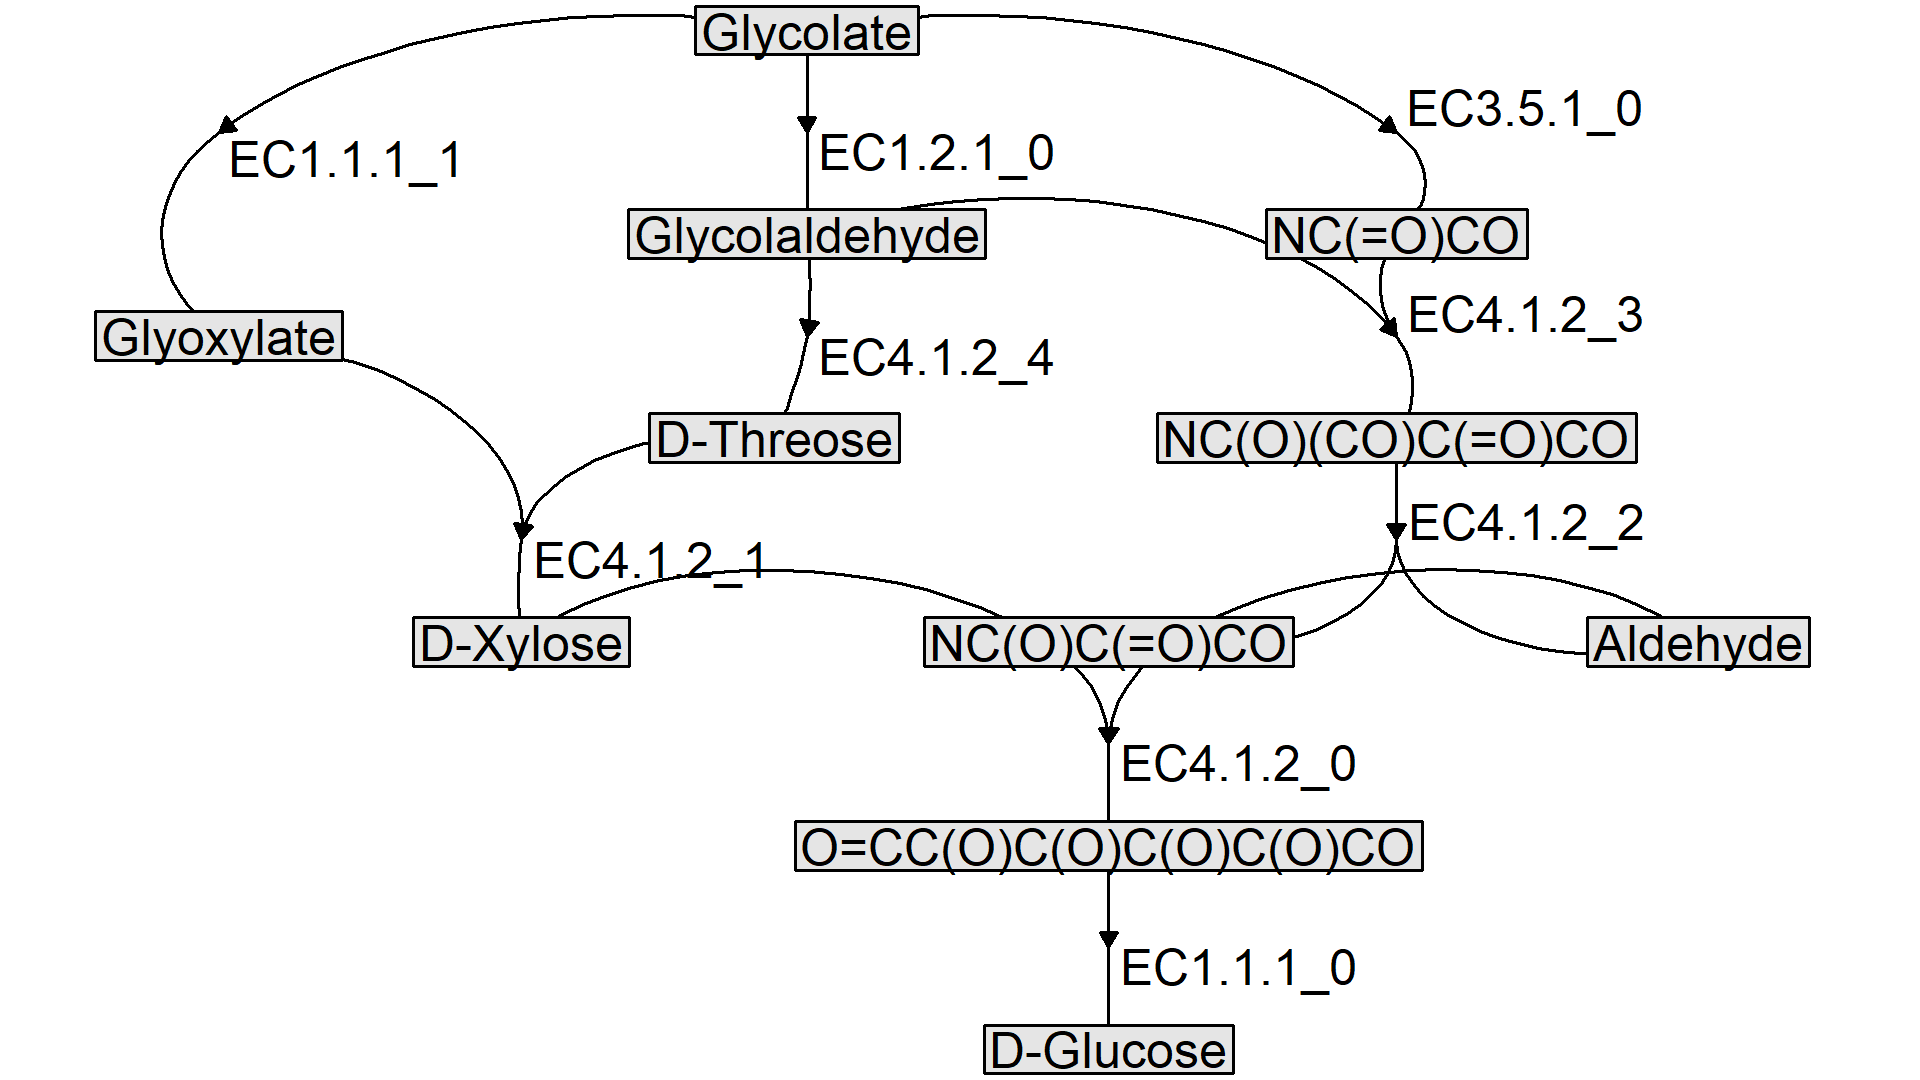 Glycolate
EC3.5.1_0
EC1.1.1_1
EC1.2.1_0
Glycolaldehyde
NC(=O)CO
Glyoxylate
EC4.1.2_4
EC4.1.2_3
D-Threose
NC(O)(CO)C(=O)CO
EC4.1.2_1
EC4.1.2_2
D-Xylose
NC(O)C(=O)CO
Aldehyde
EC4.1.2_0
O=CC(O)C(O)C(O)C(O)CO
EC1.1.1_0
D-Glucose